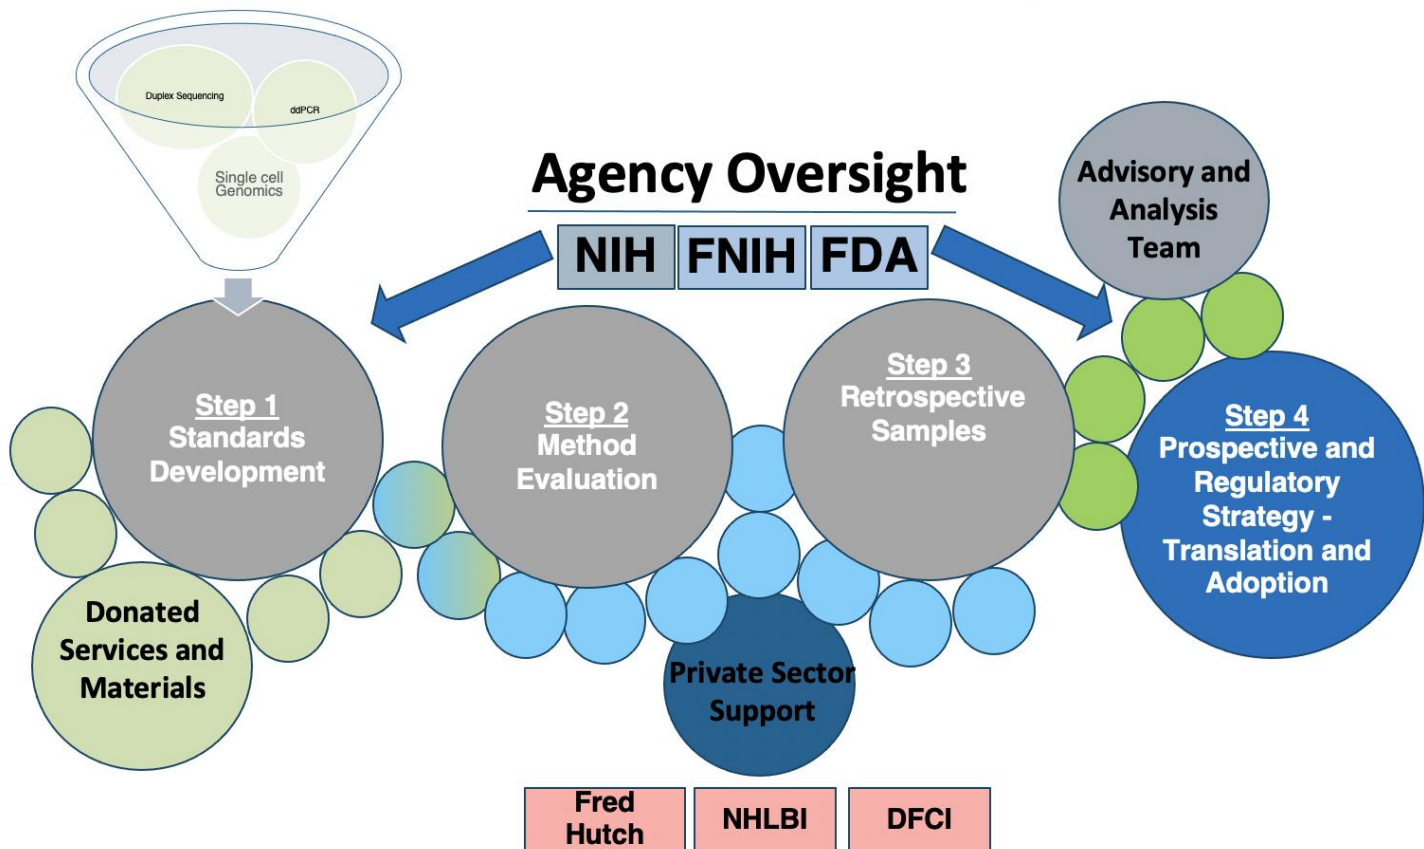 Duplex Sequencing
ddPCR
Single cell
Genomics
Agency Oversight
NIH
FNIH
FDA
Advisory and
Analysis
Team
Step 1
Standards
Development
Step 2
Method
Evaluation
Step 3
Retrospective
Samples
Step 4
Prospective and
Regulatory
Strategy -
Translation and
Adoption
Donated
Services and
Materials
Private Sector
Support
Fred
Hutch
NHLBI
DFCI